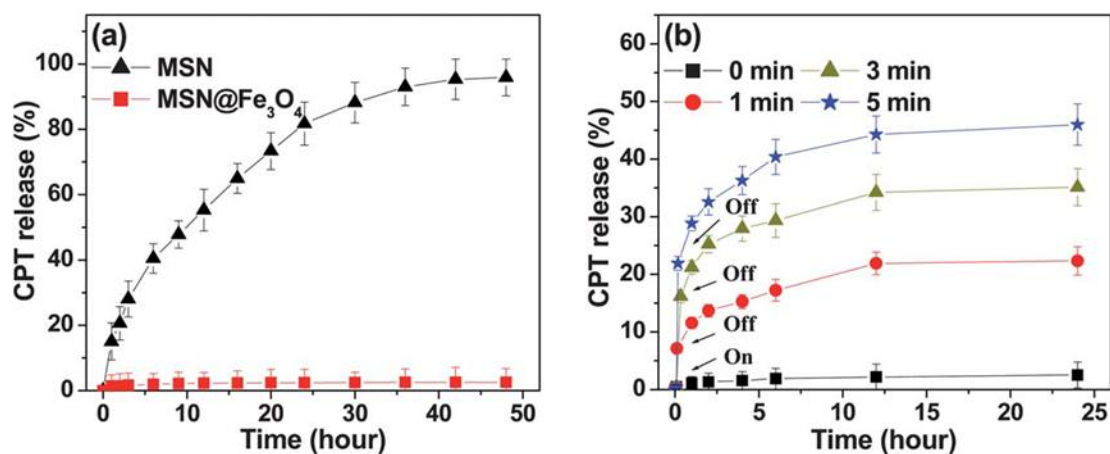 (a)
MSN
MSN@Fe₃O₄
CPT release (%)
100
80
60
40
20
0
0 10 20 30 40 50
Time (hour)
(b)
0 min 3 min
1 min 5 min
CPT release (%)
60
50
40
30
20
10
0
Off
Off
Off
On
0 5 10 15 20 25
Time (hour)